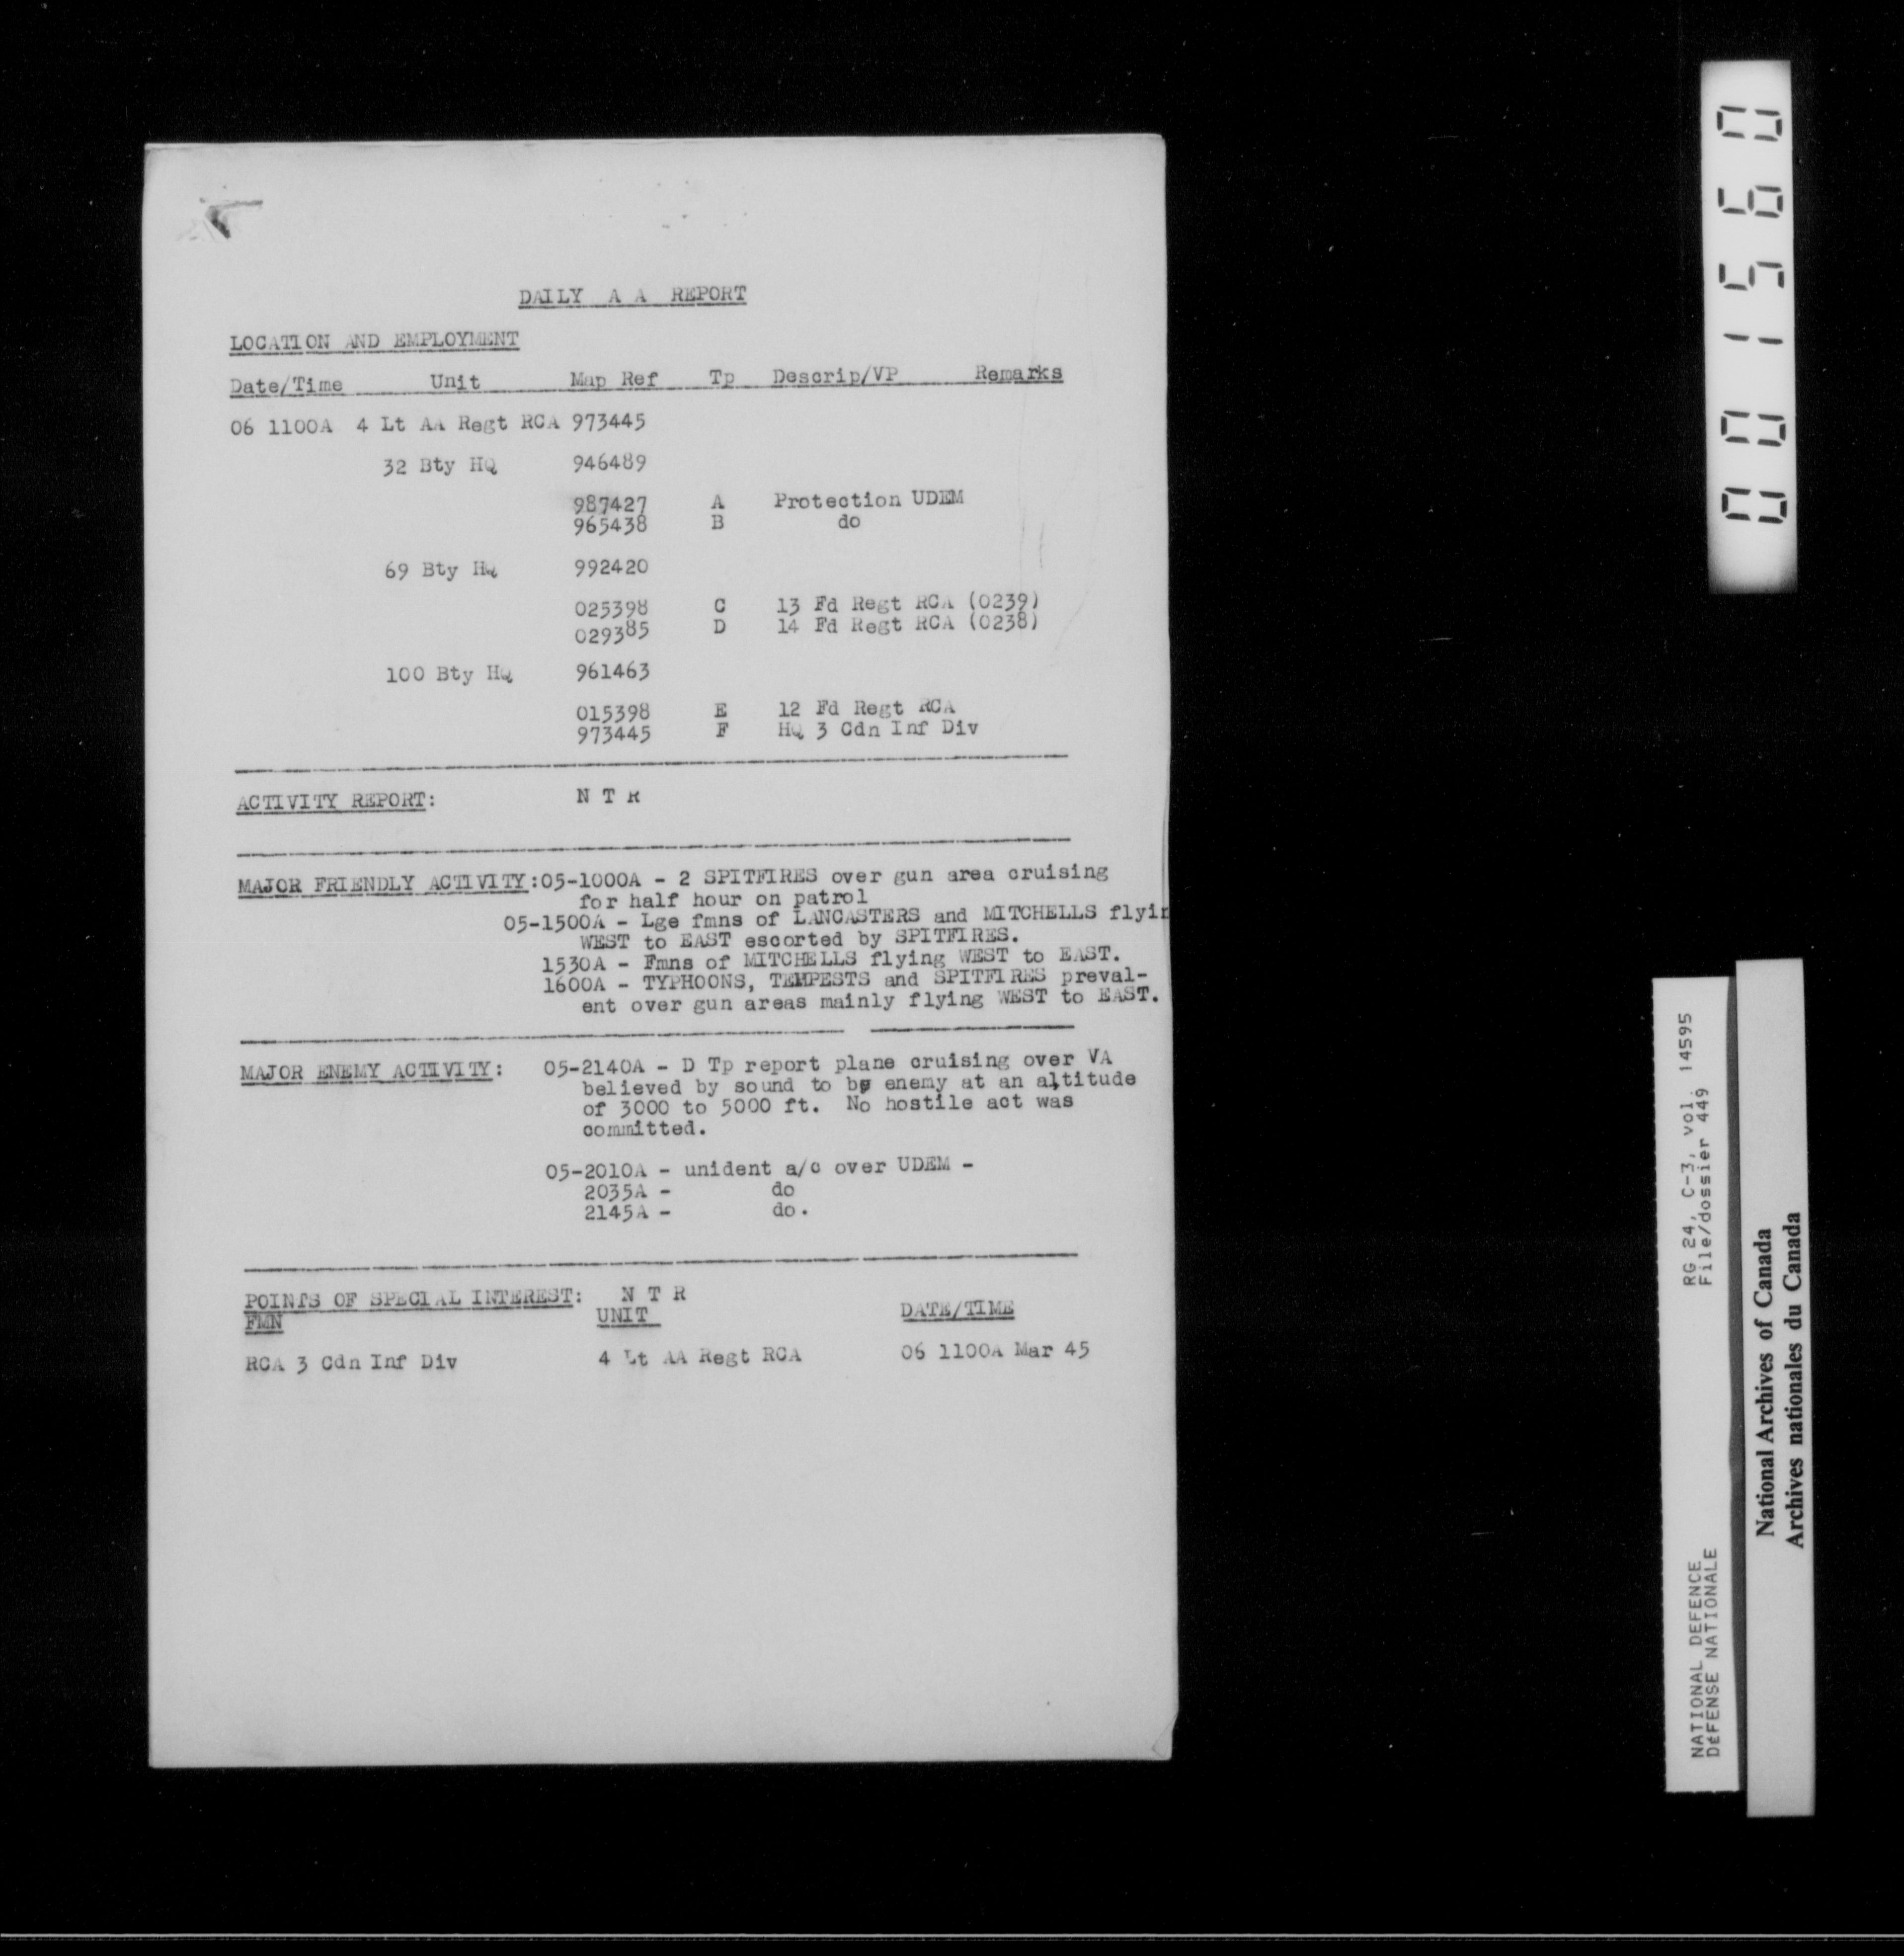 DAILY A A REPORT
LOCATION AND EMPLOYMENT
Date/Time Unit Map Ref Tp Descrip/VP Remarks
06 1100A 4 Lt AA Regt RCA 973445
32 Bty HQ 946489
987427 A Protection UDEM
965438 B do
69 Bty HQ 992420
025398 C 13 Fd Regt RCA (0239)
029385 D 14 Fd Regt RCA (0238)
100 Bty HQ 961463
015398 E 12 Fd Regt RCA
973445 F HQ 3 Cdn Inf Div
ACTIVITY REPORT: N T R
MAJOR FRIENDLY ACTIVITY:05-1000A - 2 SPITFIRES over gun area cruising
for half hour on patrol
05-1500A - Lge fmns of LANCASTERS and MITCHELLS flyin
WEST to EAST escorted by SPITFIRES.
1530A - Fmns of MITCHELLS flying WEST to EAST.
1600A - TYPHOONS, TEMPESTS and SPITFIRES preval-
ent over gun areas mainly flying WEST to EAST.
MAJOR ENEMY ACTIVITY: 05-2140A - D Tp report plane cruising over VA
believed by sound to be enemy at an altitude
of 3000 to 5000 ft. No hostile act was
committed.
05-2010A - unident a/c over UDEM -
2035A - do
2145A - do.
POINTS OF SPECIAL INTEREST: N T R
FMN UNIT DATE/TIME
RCA 3 Cdn Inf Div 4 Lt AA Regt RCA 06 1100A Mar 45
001560
NATIONAL DEFENCE RG 24, C-3, vol. 14595
DÉFENSE NATIONALE File/dossier 449
National Archives of Canada
Archives nationales du Canada